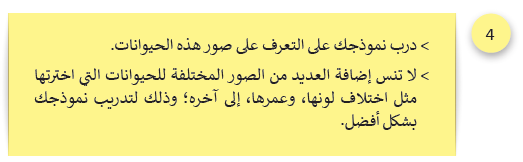 4
> درب نموذجك على التعرف على صور هذه الحيوانات.
> لا تنس إضافة العديد من الصور المختلفة للحيوانات التي اخترتها
مثل اختلاف لونها، وعمرها، إلى آخره؛ وذلك لتدريب نموذجك
بشكل أفضل.